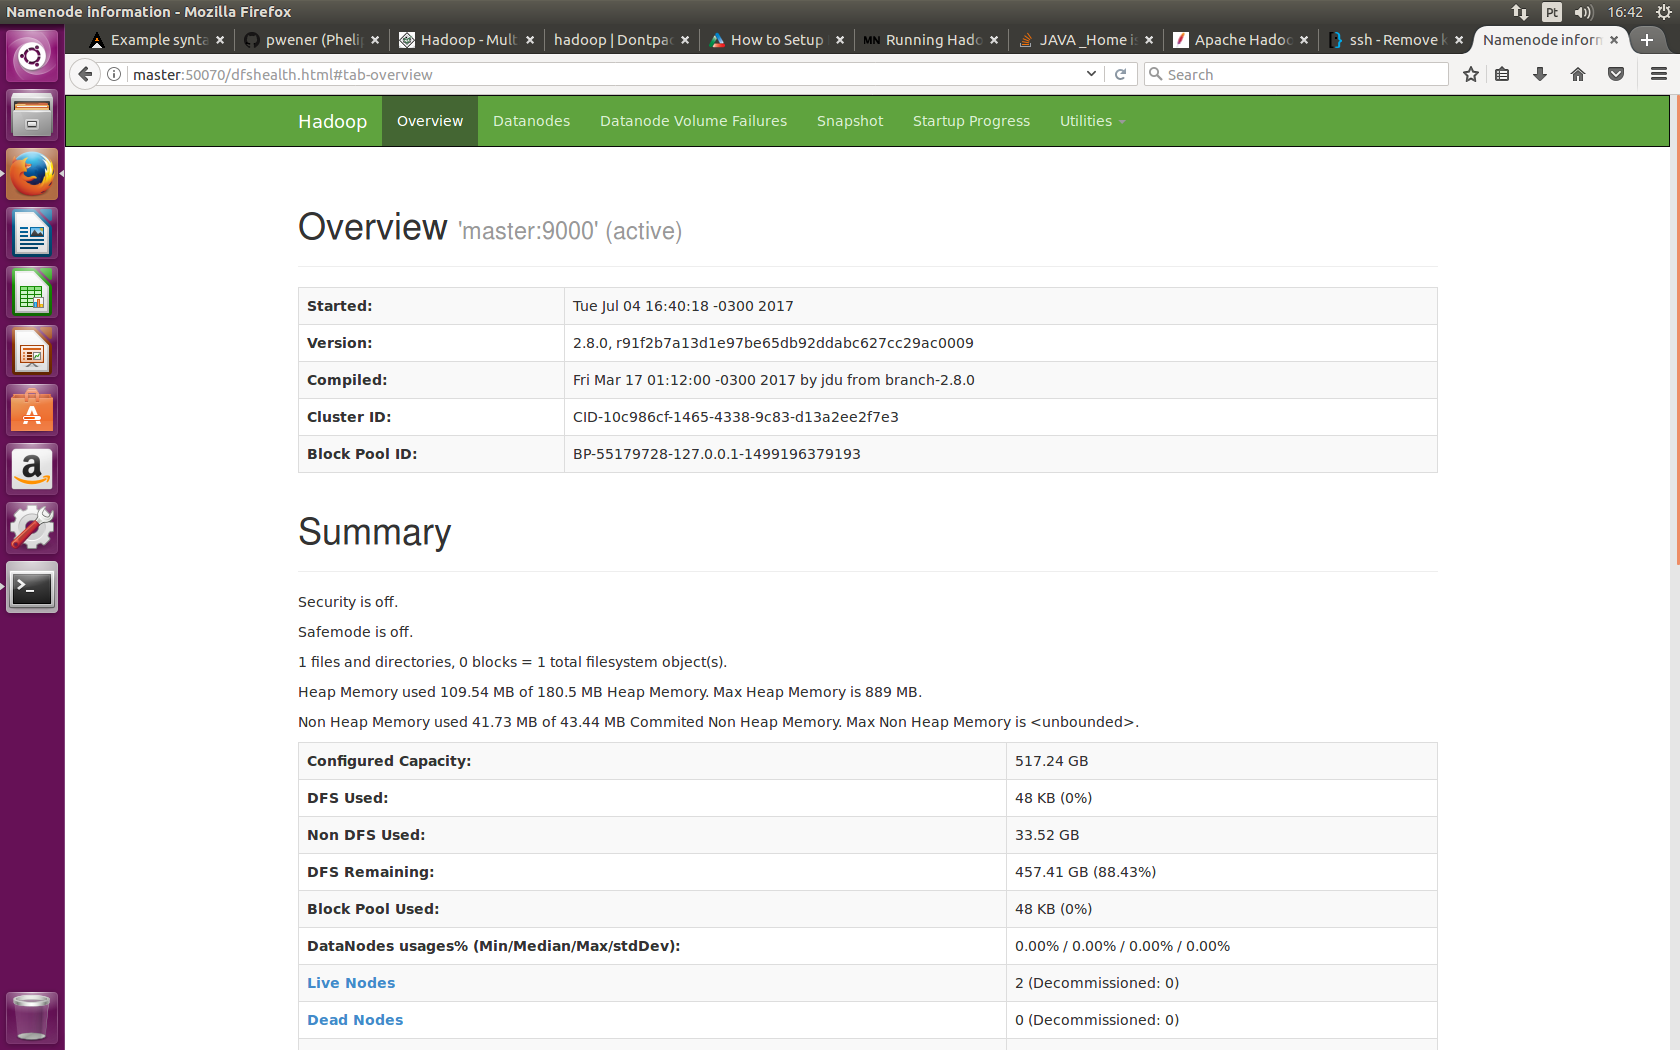 Namenode information - Mozilla Firefox
Pt
16:42
Example synta
pwener (Pheli
Hadoop - Mult
hadoop | Dontpa
How to Setup
MN Running Hado
JAVA _Home i
Apache Hadoo
ssh - Remove k
Namenode inform
master:50070/dfshealth.html#tab-overview
Search
Hadoop Overview Datanodes Datanode Volume Failures Snapshot Startup Progress Utilities
Overview 'master:9000' (active)
Started: Tue Jul 04 16:40:18 -0300 2017
Version: 2.8.0, r91f2b7a13d1e97be65db92ddabc627cc29ac0009
Compiled: Fri Mar 17 01:12:00 -0300 2017 by jdu from branch-2.8.0
Cluster ID: CID-10c986cf-1465-4338-9c83-d13a2ee2f7e3
Block Pool ID: BP-55179728-127.0.0.1-1499196379193
Summary
Security is off.
Safemode is off.
1 files and directories, 0 blocks = 1 total filesystem object(s).
Heap Memory used 109.54 MB of 180.5 MB Heap Memory. Max Heap Memory is 889 MB.
Non Heap Memory used 41.73 MB of 43.44 MB Commited Non Heap Memory. Max Non Heap Memory is <unbounded>.
Configured Capacity: 517.24 GB
DFS Used: 48 KB (0%)
Non DFS Used: 33.52 GB
DFS Remaining: 457.41 GB (88.43%)
Block Pool Used: 48 KB (0%)
DataNodes usages% (Min/Median/Max/stdDev): 0.00% / 0.00% / 0.00% / 0.00%
Live Nodes 2 (Decommissioned: 0)
Dead Nodes 0 (Decommissioned: 0)